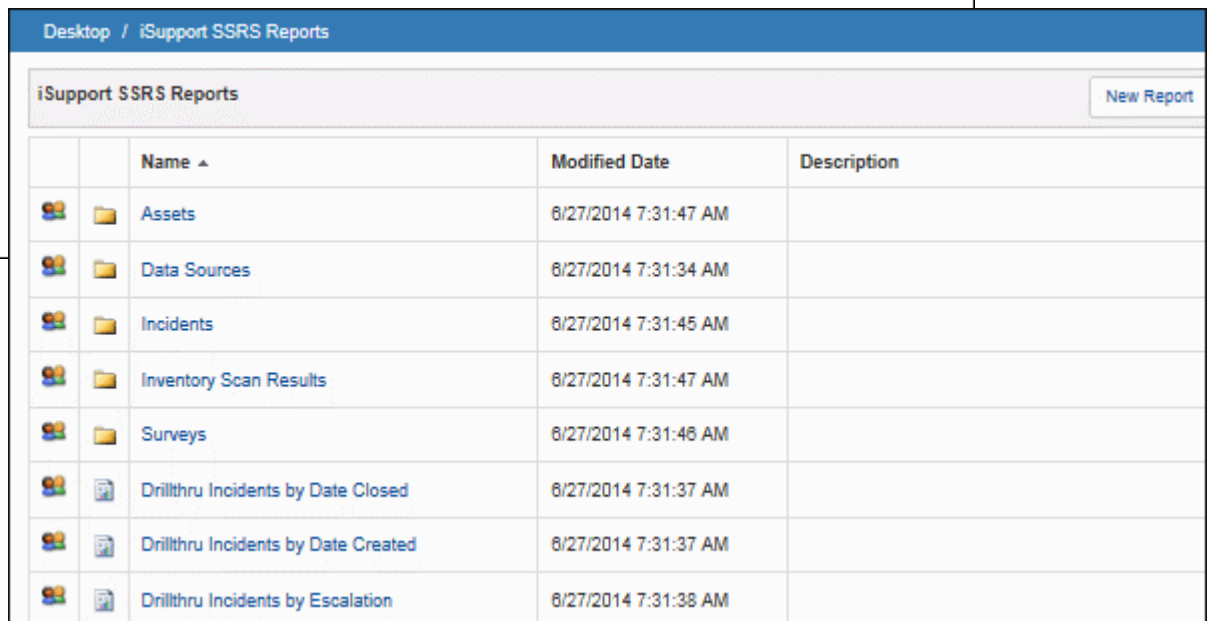 Desktop / iSupport SSRS Reports
iSupport SSRS Reports New Report
Name Modified Date Description
Assets 6/27/2014 7:31:47 AM
Data Sources 6/27/2014 7:31:34 AM
Incidents 6/27/2014 7:31:45 AM
Inventory Scan Results 6/27/2014 7:31:47 AM
Surveys 6/27/2014 7:31:46 AM
Drillthru Incidents by Date Closed 6/27/2014 7:31:37 AM
Drillthru Incidents by Date Created 6/27/2014 7:31:37 AM
Drillthru Incidents by Escalation 6/27/2014 7:31:38 AM